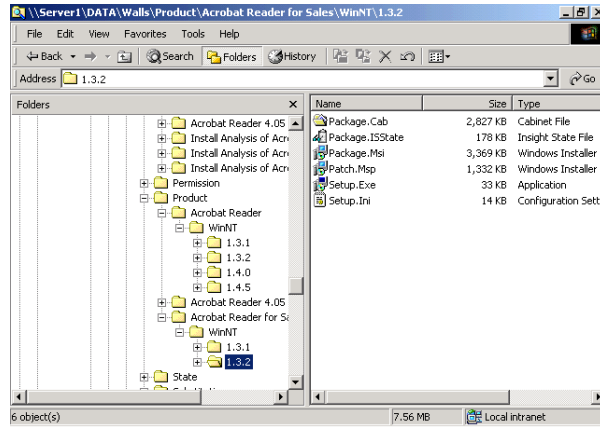 \\Server1\DATA\Walls\Product\Acrobat Reader for Sales\WinNT\1.3.2
File Edit View Favorites Tools Help
Back Search Folders History
Address 1.3.2 Go
Folders
Acrobat Reader 4.05
Install Analysis of Acr
Install Analysis of Acr
Install Analysis of Acr
Permission
Product
Acrobat Reader
WinNT
1.3.1
1.3.2
1.4.0
1.4.5
Acrobat Reader 4.05
Acrobat Reader for Sa
WinNT
1.3.1
1.3.2
State
Name Size Type
Package.Cab 2,827 KB Cabinet File
Package.ISState 178 KB Insight State File
Package.Msi 3,369 KB Windows Installer
Patch.Msp 1,332 KB Windows Installer
Setup.Exe 33 KB Application
Setup.Ini 14 KB Configuration Sett
6 object(s) 7.56 MB Local intranet